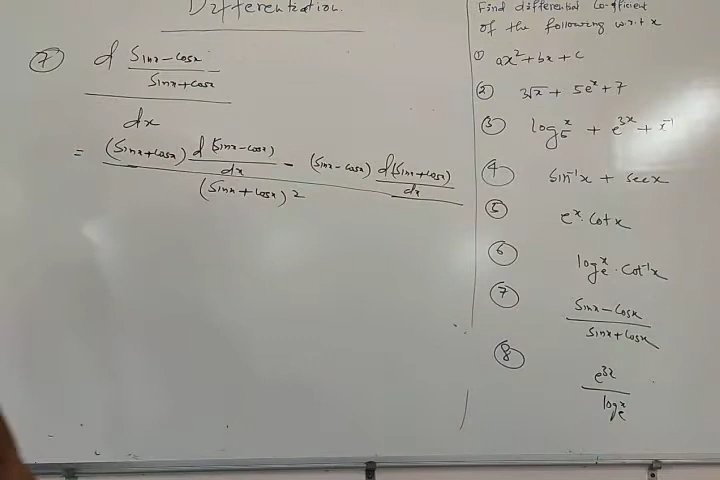 Differentiation.
⑦ d (sinx - cosx)/(sinx + cosx) / dx
= ((sinx + cosx) d(sinx - cosx)/dx - (sinx - cosx) d(sinx + cosx)/dx) / (sinx + cosx)²
Find differential Co-efficient
of the following w.r.t x
① ax² + bx + c
② 3√x + 5eˣ + 7
③ log₅ˣ + e³ˣ + x⁻¹
④ sin⁻¹x + secx
⑤ eˣ. cotx
⑥ logₑˣ . cot⁻¹x
⑦ (sinx - cosx)/(sinx + cosx)
⑧ e³ˣ/logₑˣ